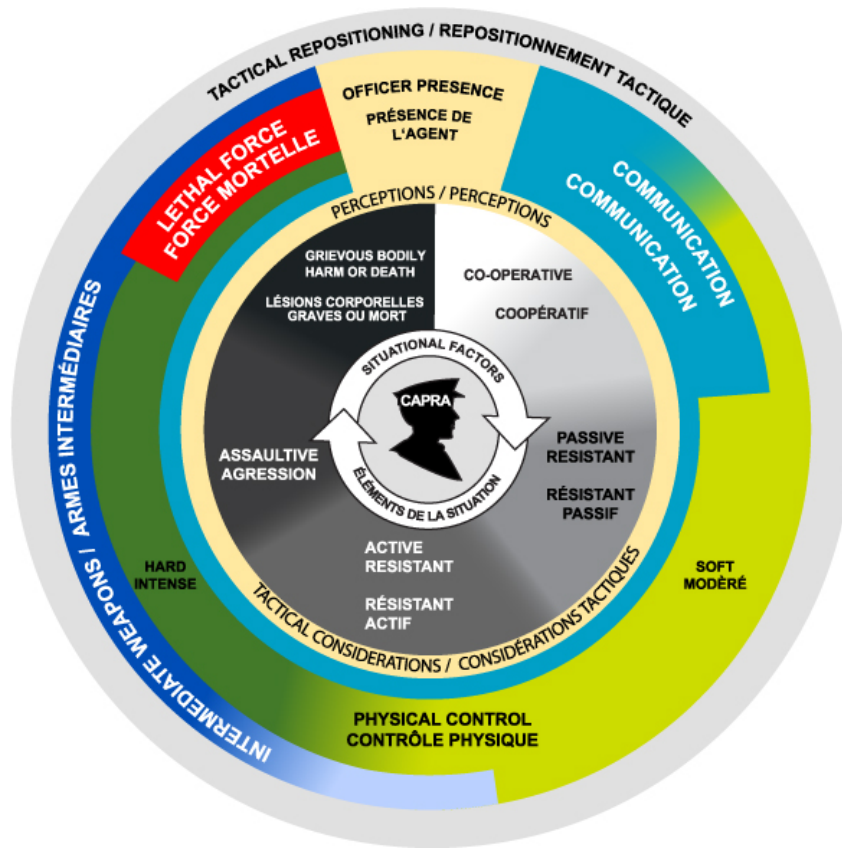 TACTICAL REPOSITIONING / REPOSITIONNEMENT TACTIQUE
OFFICER PRESENCE
PRÉSENCE DE
L'AGENT
COMMUNICATION
COMMUNICATION
LETHAL FORCE
FORCE MORTELLE
PERCEPTIONS / PERCEPTIONS
GRIEVOUS BODILY
HARM OR DEATH
LÉSIONS CORPORELLES
GRAVES OU MORT
CO-OPERATIVE
COOPÉRATIF
SITUATIONAL FACTORS
CAPRA
ÉLÉMENTS DE LA SITUATION
ASSAULTIVE
AGRESSION
PASSIVE
RESISTANT
RÉSISTANT
PASSIF
ACTIVE
RESISTANT
RÉSISTANT
ACTIF
TACTICAL CONSIDERATIONS / CONSIDÉRATIONS TACTIQUES
HARD
INTENSE
SOFT
MODÈRÉ
PHYSICAL CONTROL
CONTRÔLE PHYSIQUE
INTERMEDIATE WEAPONS / ARMES INTERMÉDIAIRES